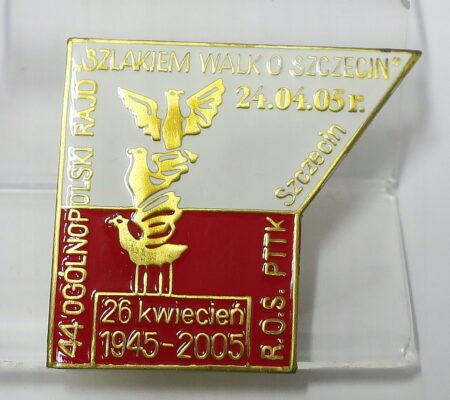 44 OGÓLNOPOLSKI RAJD
„SZLAKIEM WALK O SZCZECIN"
24.04.05 r.
Szczecin
R.O.Ś. PTTK
26 kwiecień
1945-2005